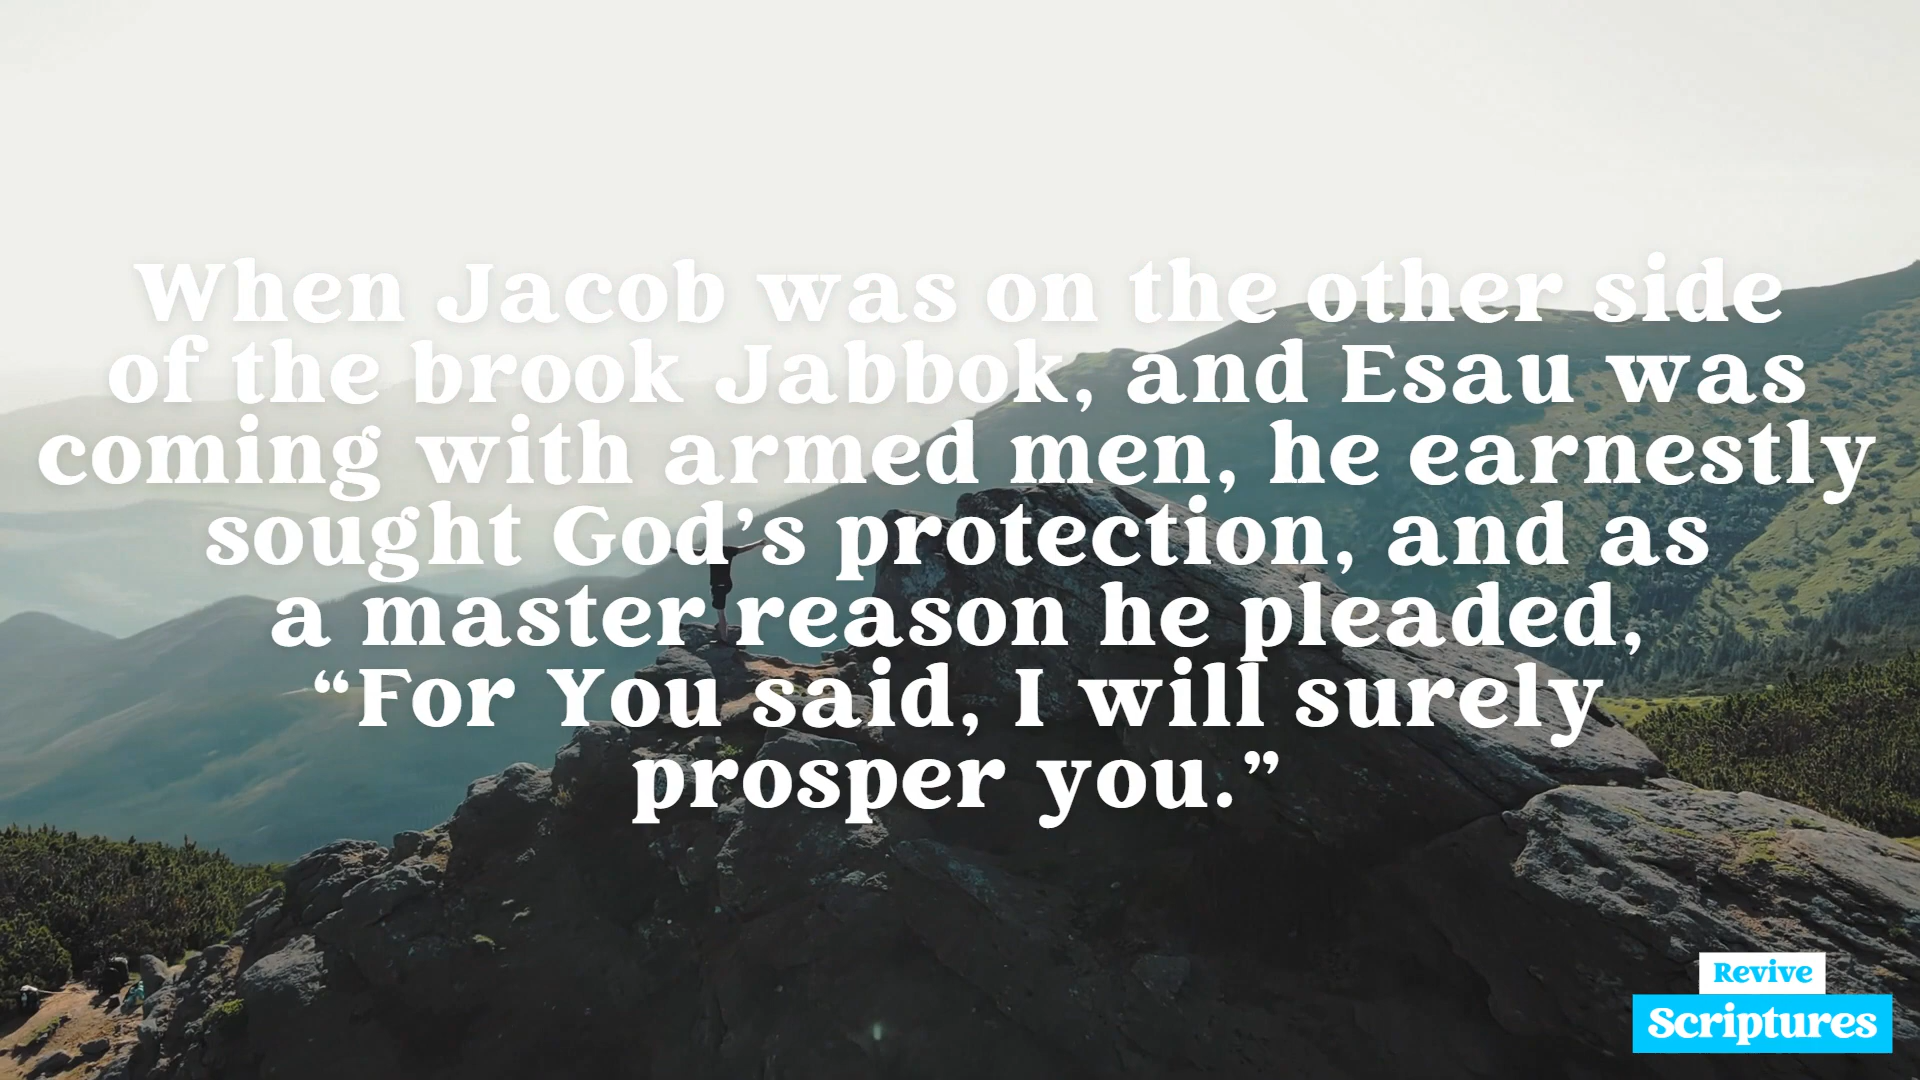 When Jacob was on the other side
of the brook Jabbok, and Esau was
coming with armed men, he earnestly
sought God’s protection, and as
a master reason he pleaded,
“For You said, I will surely
prosper you.”
Revive
Scriptures